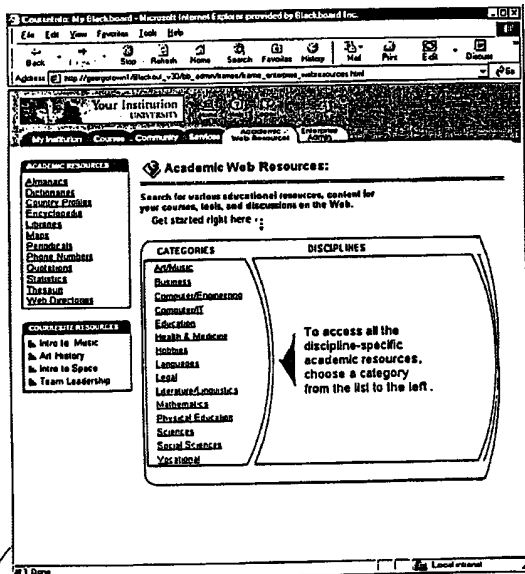 CourseInfo: My Blackboard - Microsoft Internet Explorer provided by Blackboard Inc.
File Edit View Favorites Tools Help
Back Stop Refresh Home Search Favorites History Mail Print Edit Discuss
Address Go
Your Institution
UNIVERSITY
My Institution Courses Community Services Academic Web Resources Enterprise Admin
ACADEMIC RESOURCES
Almanacs
Dictionaries
Country Profiles
Encyclopedia
Libraries
Maps
Periodicals
Phone Numbers
Quotations
Statistics
Thesauri
Web Directories
COURSESITE RESOURCES
Intro to Music
Art History
Intro to Space
Team Leadership
Academic Web Resources:
Search for various educational resources, content for
your courses, tools, and discussions on the Web.
Get started right here
CATEGORIES
Art/Music
Business
Computer/Engineering
Computer/IT
Education
Health & Medicine
Hobbies
Languages
Legal
Literature/Linguistics
Mathematics
Physical Education
Sciences
Social Sciences
Vocational
DISCIPLINES
To access all the
discipline-specific
academic resources,
choose a category
from the list to the left.
Done
Local intranet